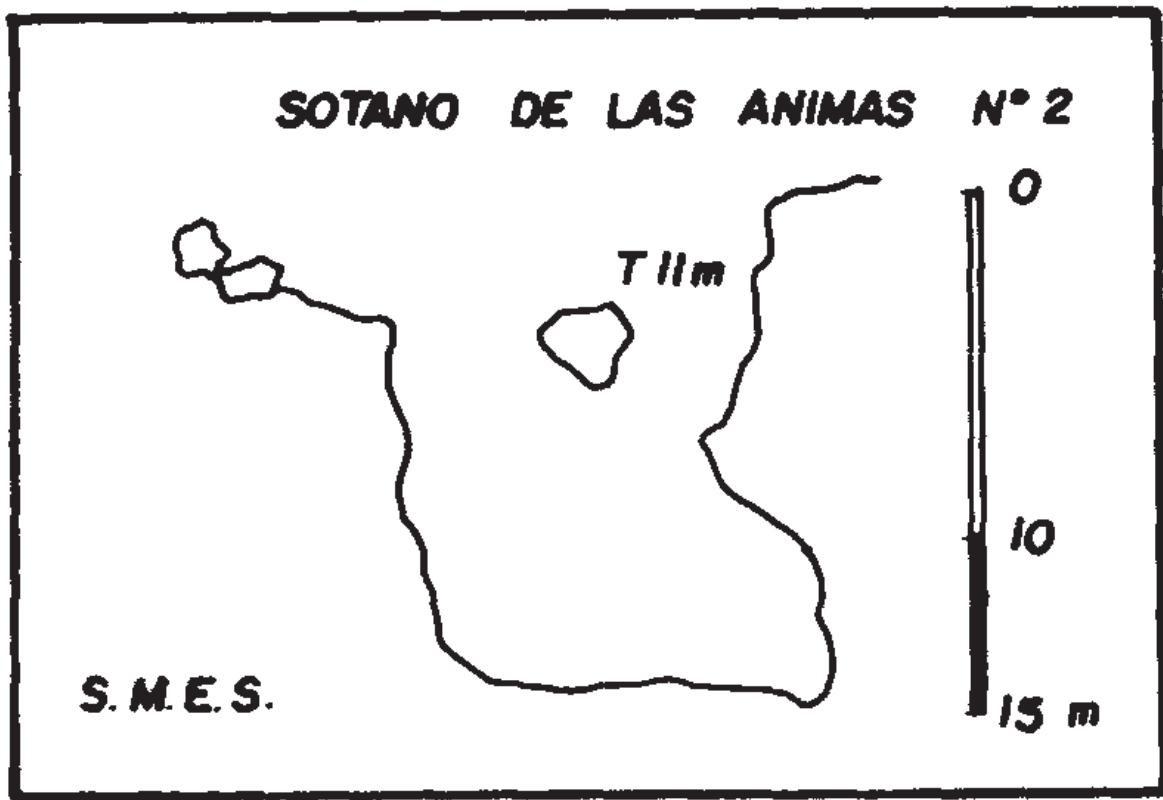 SOTANO DE LAS ANIMAS N° 2
0
T 11m
10
S. M. E. S.
15 m